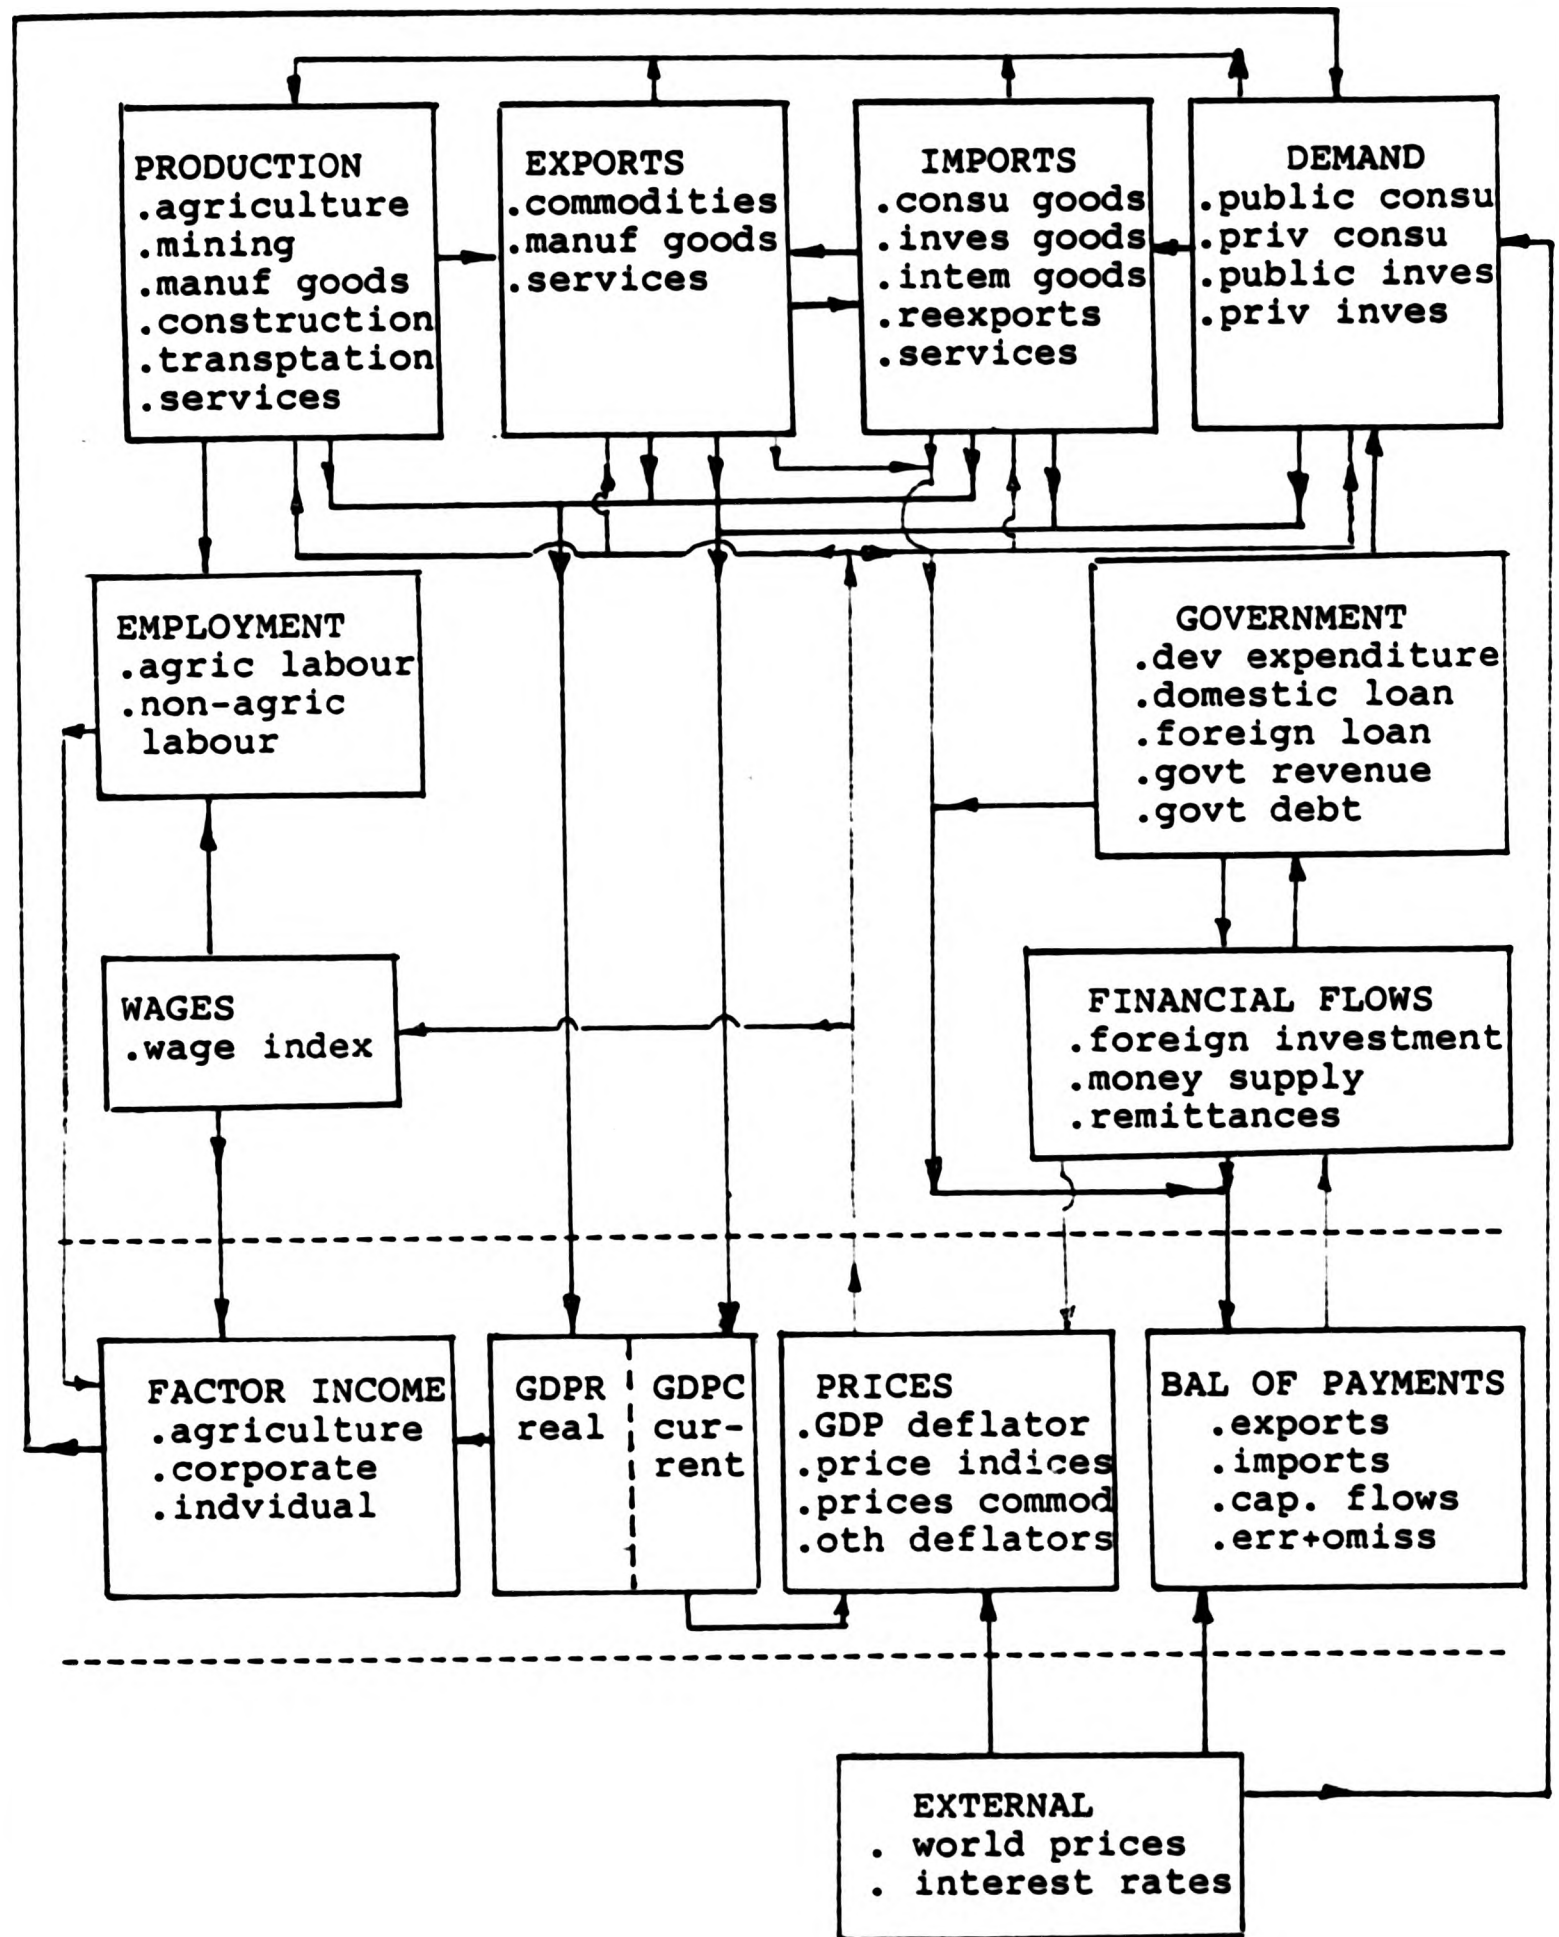 PRODUCTION
.agriculture
.mining
.manuf goods
.construction
.transptation
.services
EXPORTS
.commodities
.manuf goods
.services
IMPORTS
.consu goods
.inves goods
.intem goods
.reexports
.services
DEMAND
.public consu
.priv consu
.public inves
.priv inves
EMPLOYMENT
.agric labour
.non-agric
labour
GOVERNMENT
.dev expenditure
.domestic loan
.foreign loan
.govt revenue
.govt debt
WAGES
.wage index
FINANCIAL FLOWS
.foreign investment
.money supply
.remittances
FACTOR INCOME
.agriculture
.corporate
.indvidual
GDPR
real
GDPC
cur-
rent
PRICES
.GDP deflator
.price indices
.prices commod
.oth deflators
BAL OF PAYMENTS
.exports
.imports
.cap. flows
.err+omiss
EXTERNAL
. world prices
. interest rates